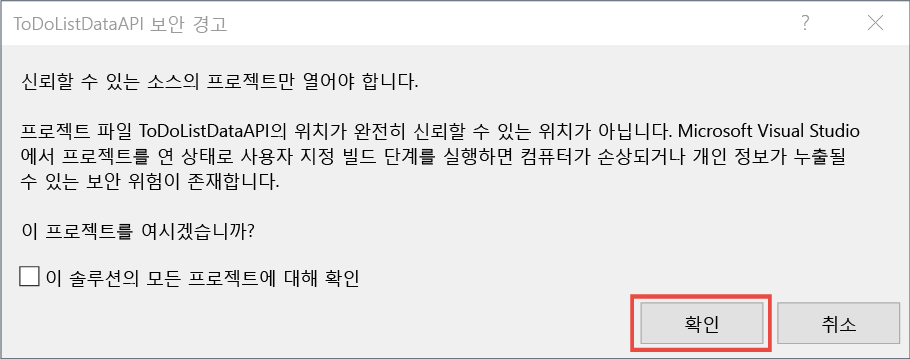 ToDoListDataAPI 보안 경고
신뢰할 수 있는 소스의 프로젝트만 열어야 합니다.
프로젝트 파일 ToDoListDataAPI의 위치가 완전히 신뢰할 수 있는 위치가 아닙니다. Microsoft Visual Studio
에서 프로젝트를 연 상태로 사용자 지정 빌드 단계를 실행하면 컴퓨터가 손상되거나 개인 정보가 누출될
수 있는 보안 위험이 존재합니다.
이 프로젝트를 여시겠습니까?
이 솔루션의 모든 프로젝트에 대해 확인
확인
취소